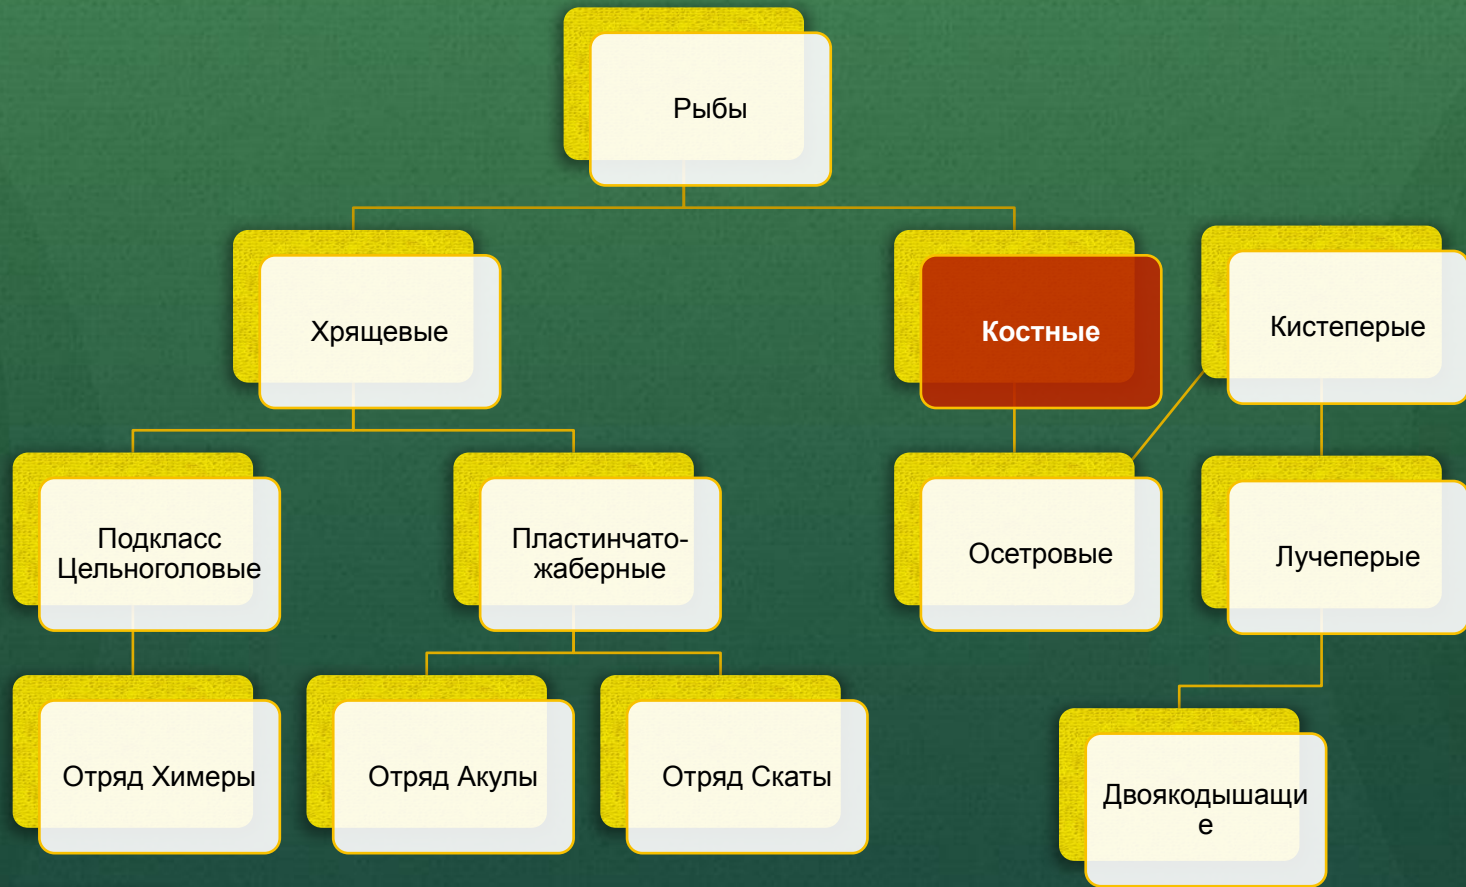 Рыбы
Хрящевые
Костные
Кистеперые
Подкласс
Цельноголовые
Пластинчато-
жаберные
Осетровые
Лучеперые
Отряд Химеры
Отряд Акулы
Отряд Скаты
Двоякодышащи
е